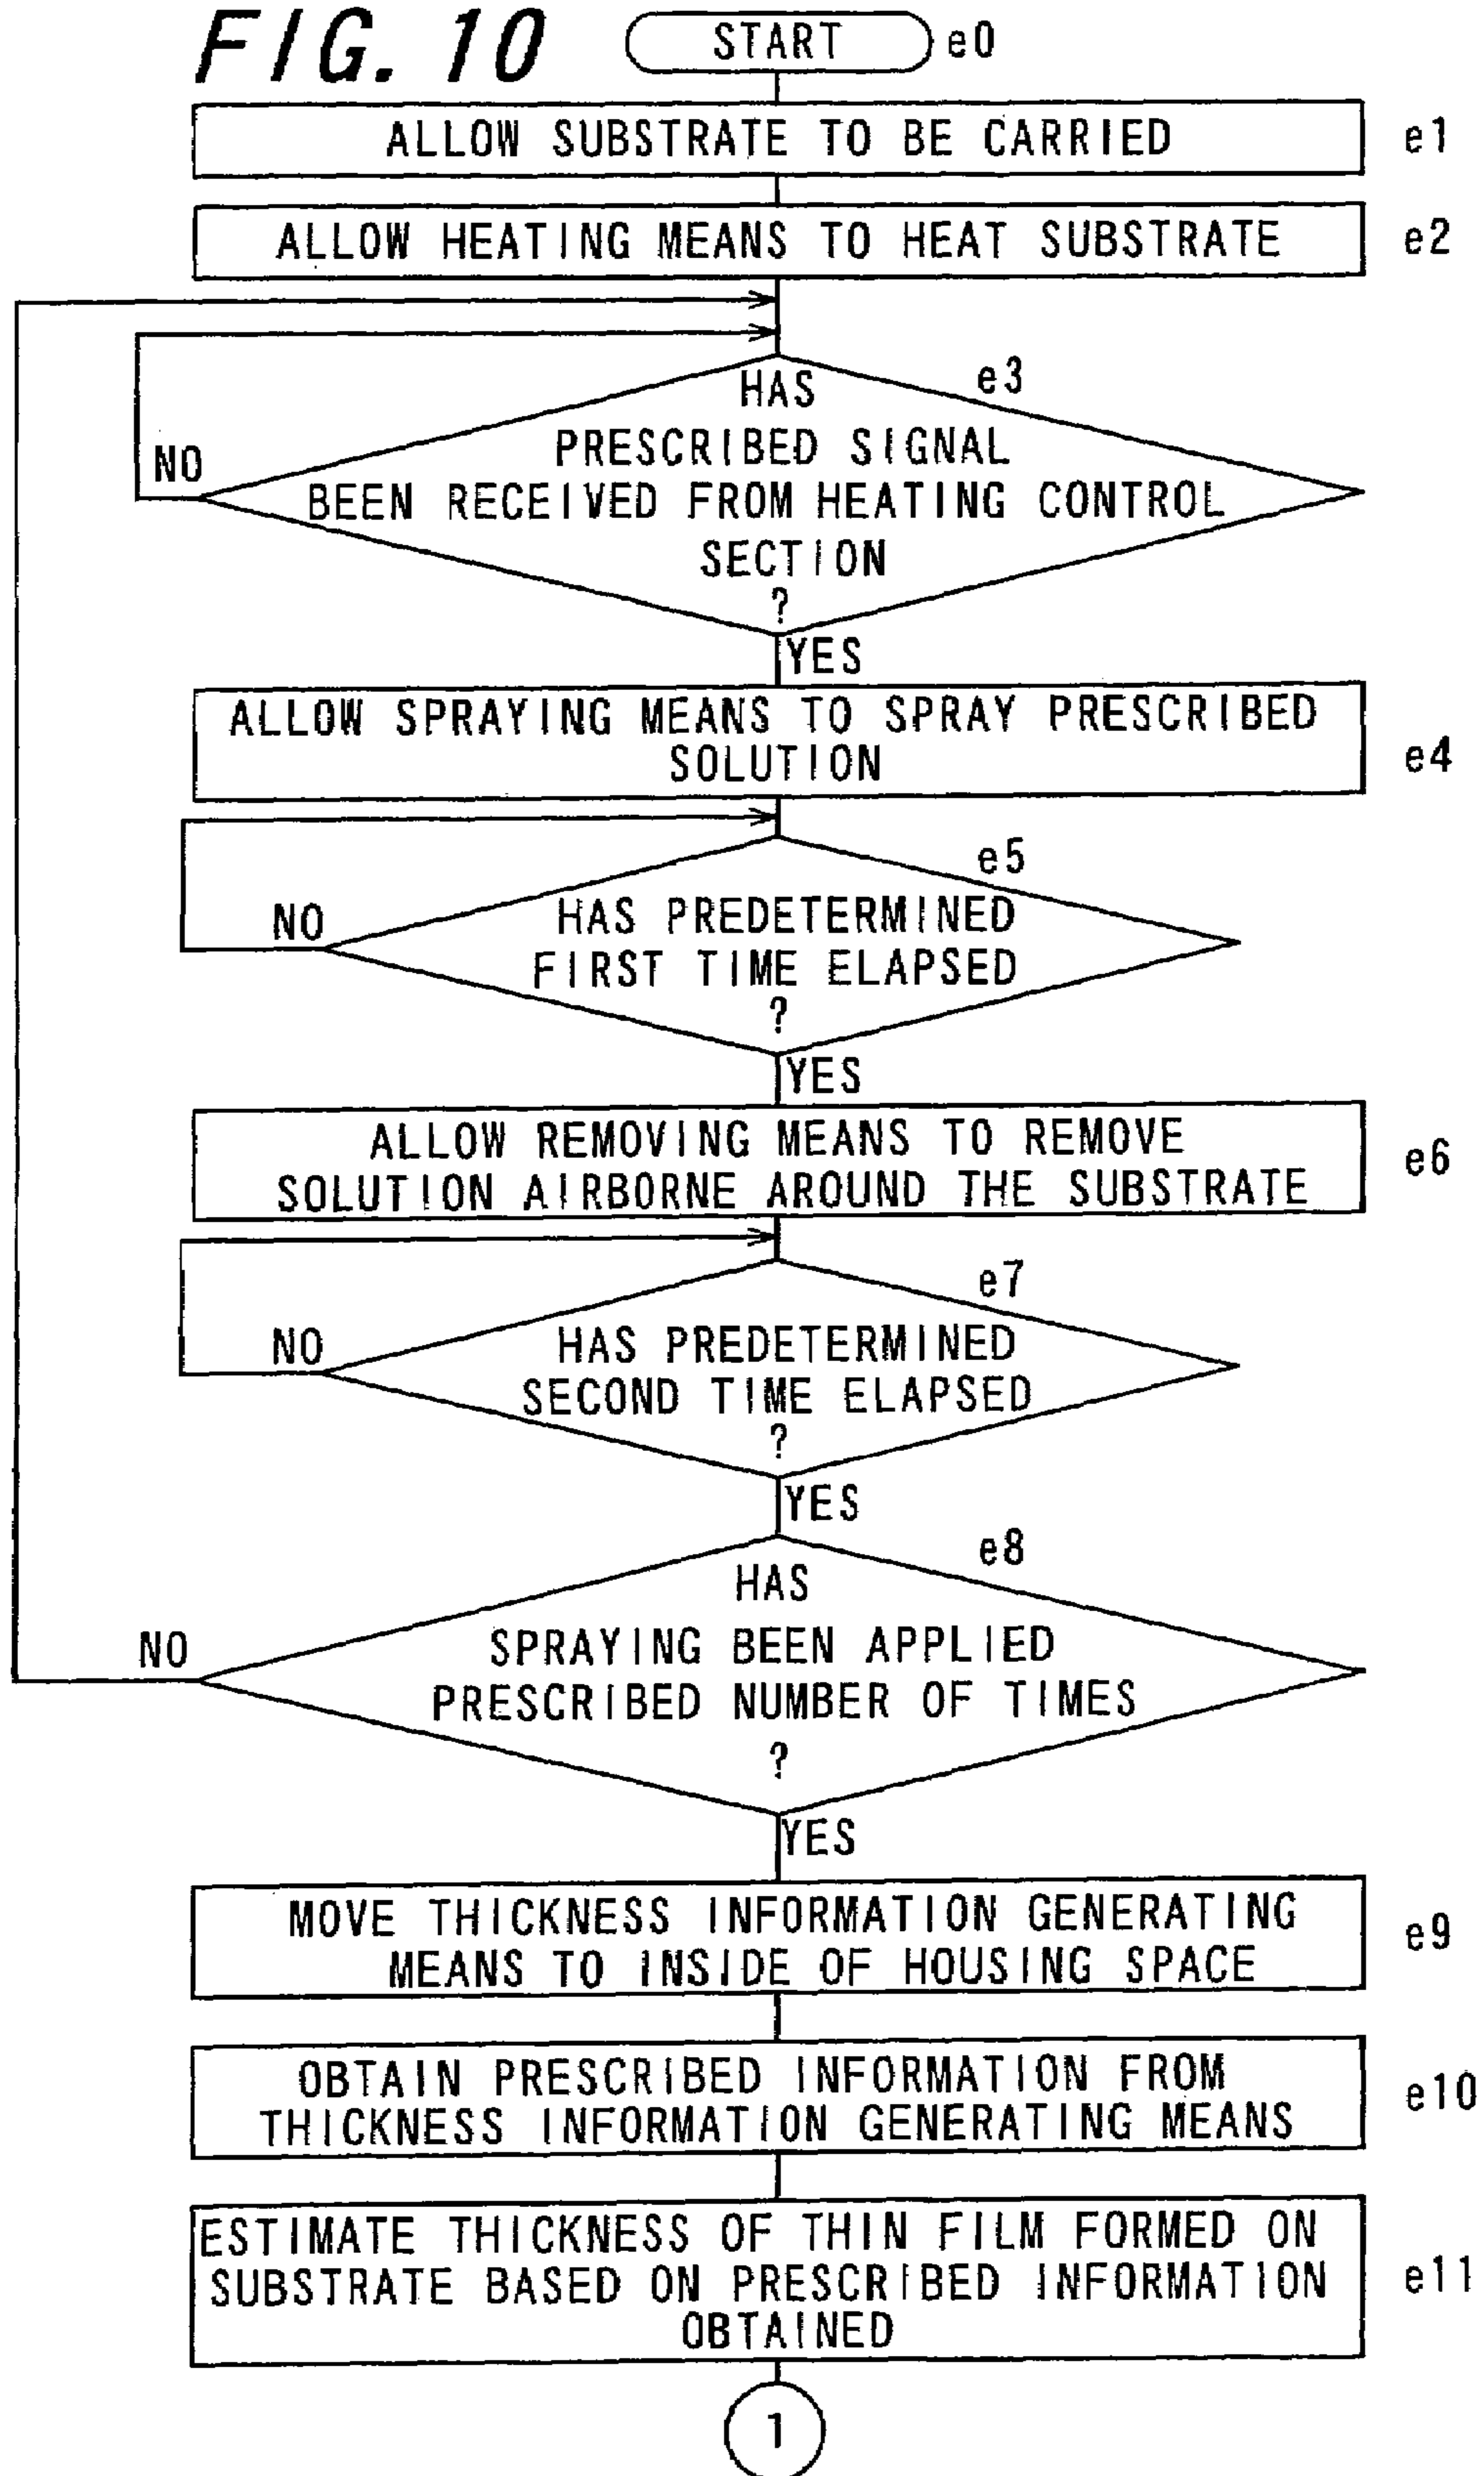 FIG. 10
START
e0
ALLOW SUBSTRATE TO BE CARRIED
e1
ALLOW HEATING MEANS TO HEAT SUBSTRATE
e2
e3
HAS
PRESCRIBED SIGNAL
NO
BEEN RECEIVED FROM HEATING CONTROL
SECTION
?
YES
ALLOW SPRAYING MEANS TO SPRAY PRESCRIBED
SOLUTION
e4
e5
NO
HAS PREDETERMINED
FIRST TIME ELAPSED
?
YES
ALLOW REMOVING MEANS TO REMOVE
SOLUTION AIRBORNE AROUND THE SUBSTRATE
e6
e7
NO
HAS PREDETERMINED
SECOND TIME ELAPSED
?
YES
e8
HAS
NO
SPRAYING BEEN APPLIED
PRESCRIBED NUMBER OF TIMES
?
YES
MOVE THICKNESS INFORMATION GENERATING
MEANS TO INSIDE OF HOUSING SPACE
e9
OBTAIN PRESCRIBED INFORMATION FROM
THICKNESS INFORMATION GENERATING MEANS
e10
ESTIMATE THICKNESS OF THIN FILM FORMED ON
SUBSTRATE BASED ON PRESCRIBED INFORMATION
OBTAINED
e11
1